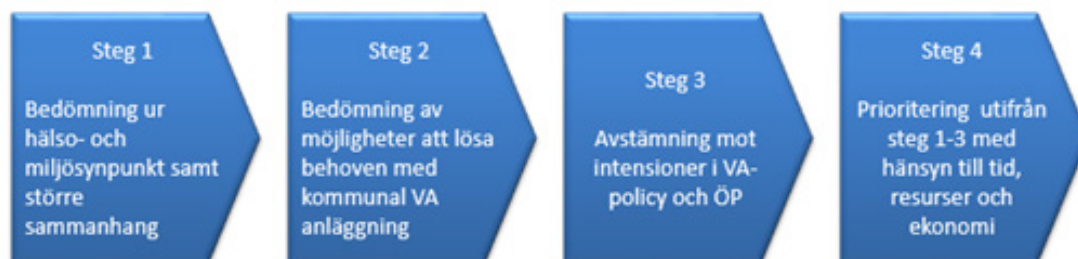 Steg 1
Bedömning ur
hälso- och
miljösynpunkt samt
större
sammanhang
Steg 2
Bedömning av
möjligheter att lösa
behoven med
kommunal VA
anläggning
Steg 3
Avstämning mot
intensioner i VA-
policy och ÖP
Steg 4
Prioritering utifrån
steg 1-3 med
hänsyn till tid,
resurser och
ekonomi